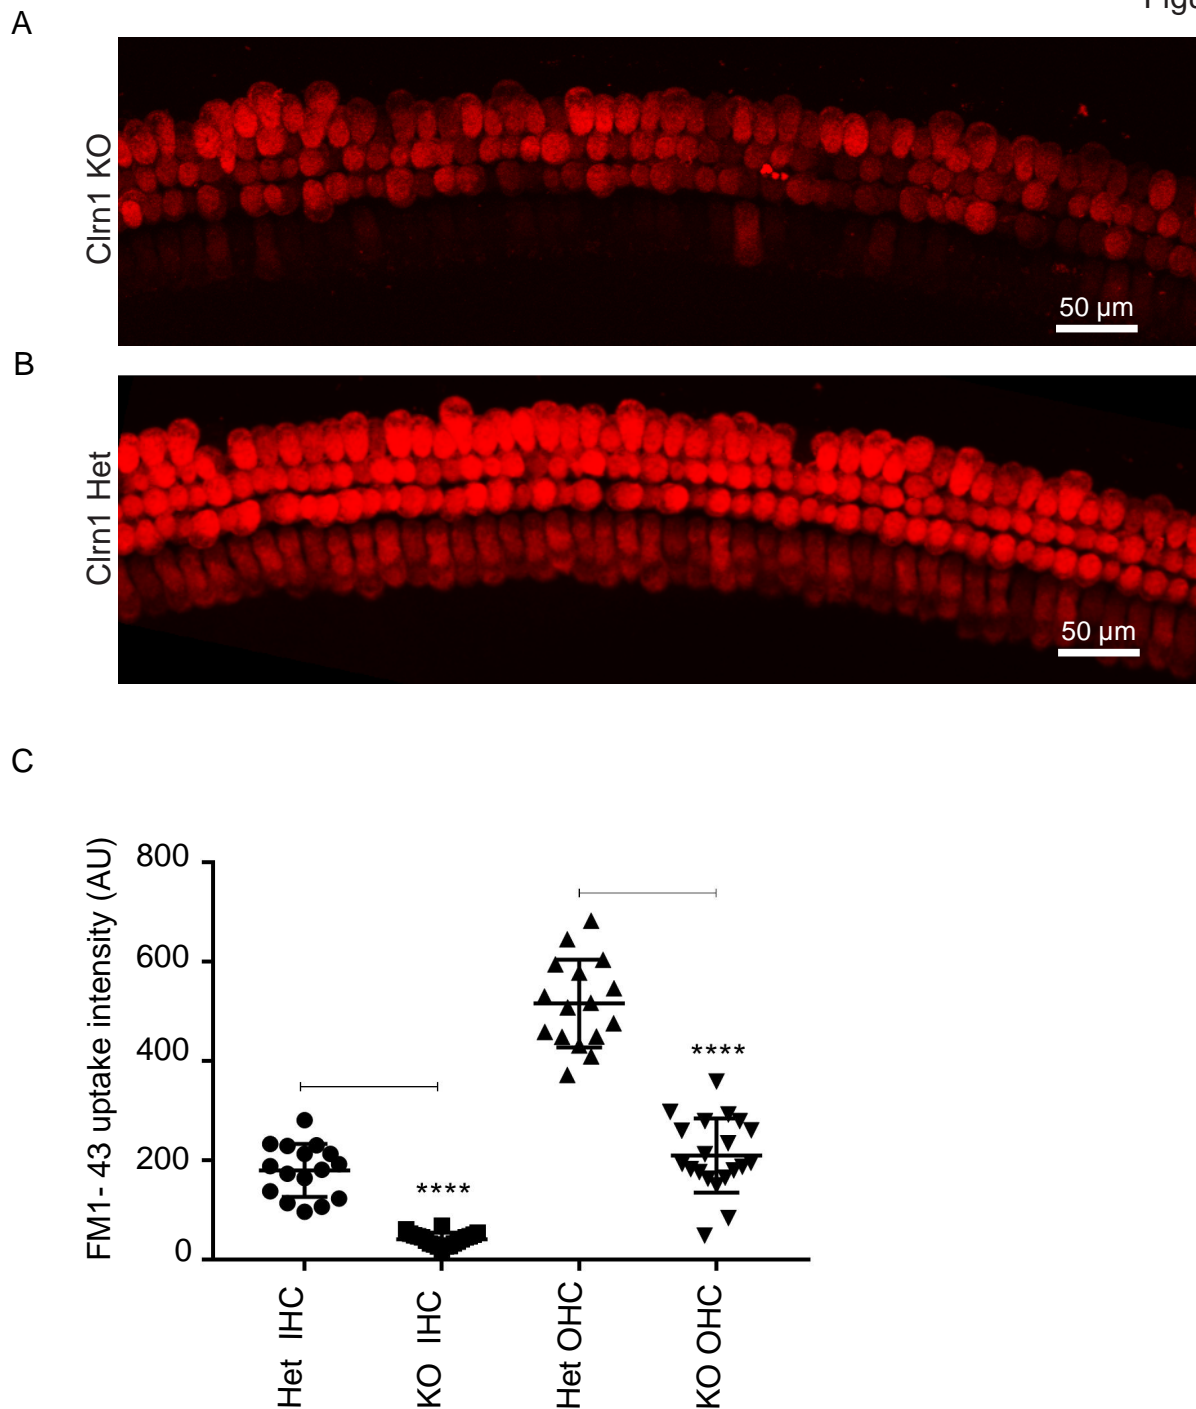 A
Clrn1 KO
50 µm
B
Clrn1 Het
50 µm
C
FM1- 43 uptake intensity (AU)
800
600
400
200
0
****
****
Het IHC
KO IHC
Het OHC
KO OHC